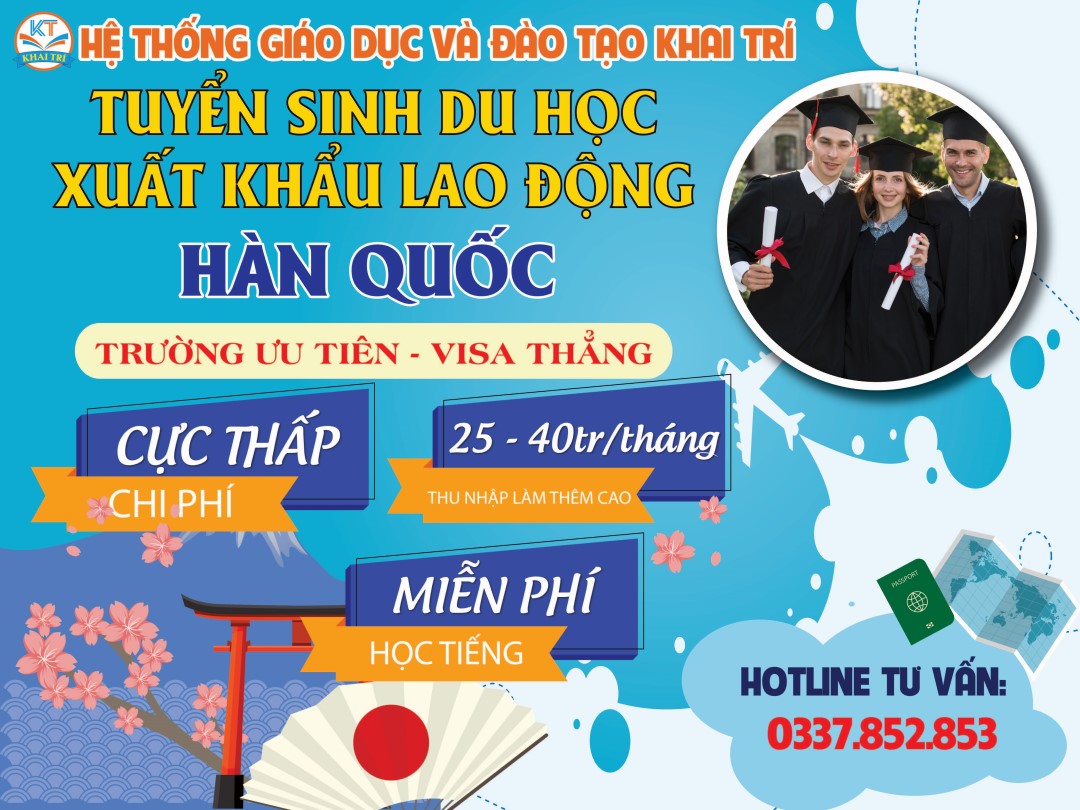 KT
KHAI TRÍ
HỆ THỐNG GIÁO DỤC VÀ ĐÀO TẠO KHAI TRÍ
TUYỂN SINH DU HỌC
XUẤT KHẨU LAO ĐỘNG
HÀN QUỐC
TRƯỜNG ƯU TIÊN - VISA THẲNG
CỰC THẤP
CHI PHÍ
25 - 40tr/tháng
THU NHẬP LÀM THÊM CAO
MIỄN PHÍ
HỌC TIẾNG
PASSPORT
HOTLINE TƯ VẤN:
0337.852.853